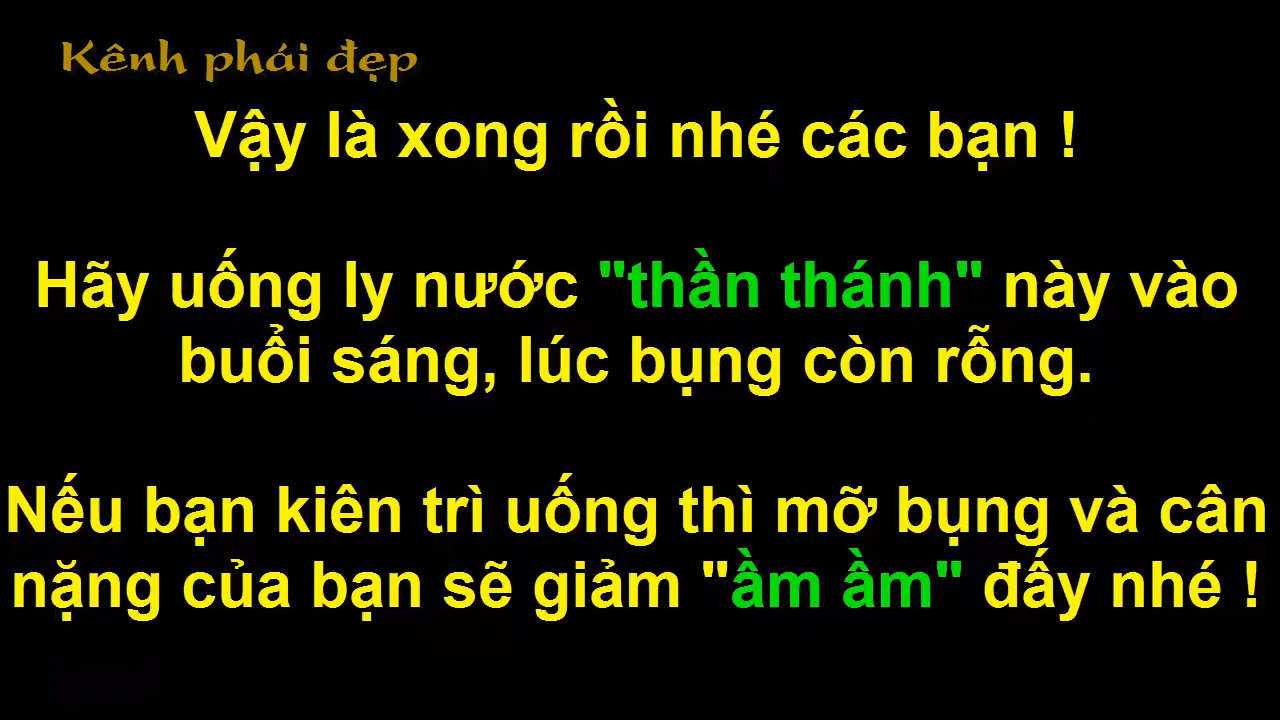 Kênh phái đẹp
Vậy là xong rồi nhé các bạn !
Hãy uống ly nước "thần thánh" này vào
buổi sáng, lúc bụng còn rỗng.
Nếu bạn kiên trì uống thì mỡ bụng và cân
nặng của bạn sẽ giảm "ầm ầm" đấy nhé !